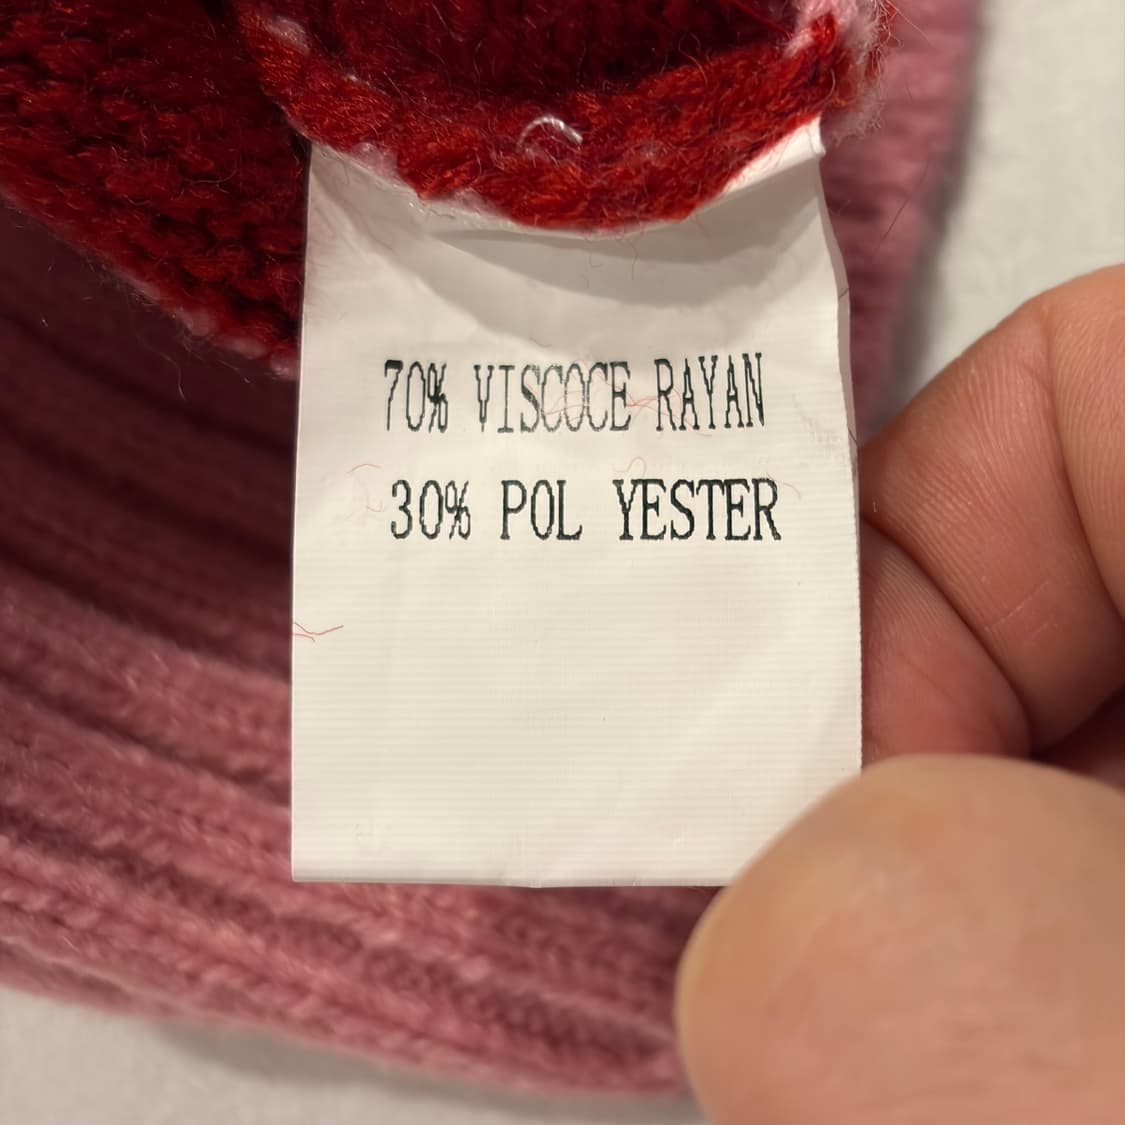 70% VISCOCE RAYAN
30% POL YESTER